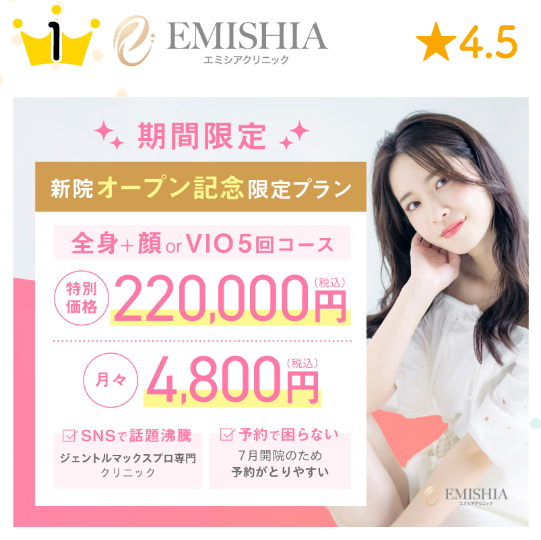 1
EMISHIA
エミシアクリニック
★4.5
期間限定
新院オープン記念限定プラン
全身+顔orVIO5回コース
特別
価格
220,000円
(税込)
月々
4,800円
(税込)
SNSで話題沸騰
ジェントルマックスプロ専門
クリニック
予約で困らない
7月開院のため
予約がとりやすい
EMISHIA
エミシアクリニック